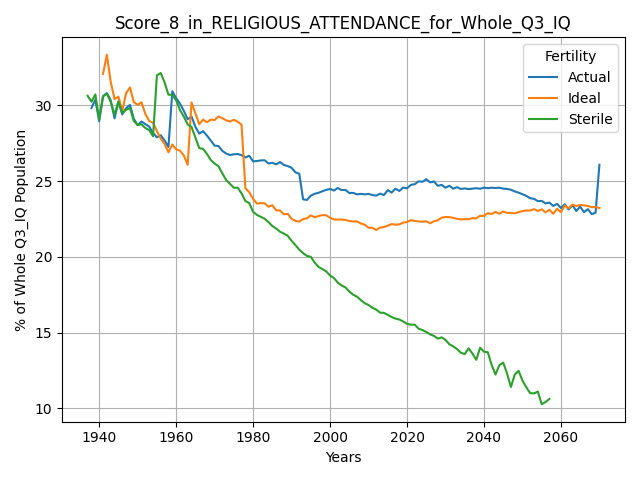 Score_8_in_RELIGIOUS_ATTENDANCE_for_Whole_Q3_IQ
Fertility
Actual
Ideal
Sterile
% of Whole Q3_IQ Population
30
25
20
15
10
1940
1960
1980
2000
2020
2040
2060
Years